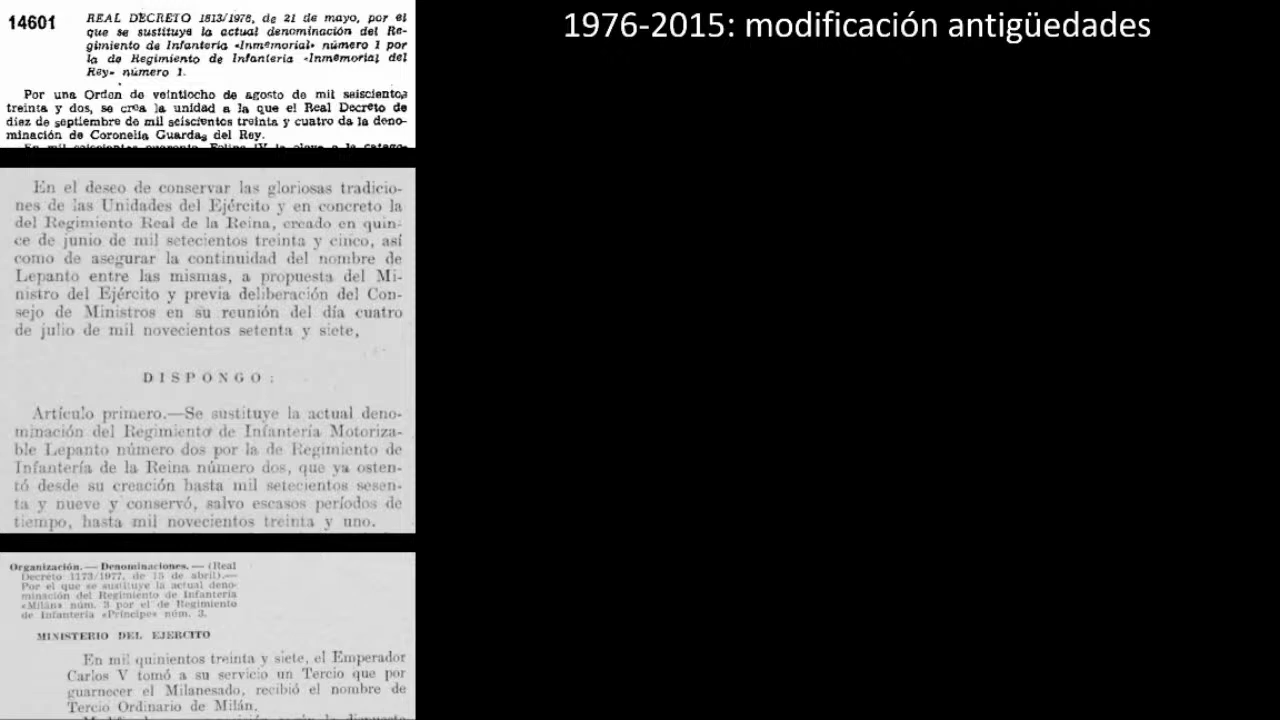 1976-2015: modificación antigüedades
14601
REAL DECRETO 1813/1976, de 21 de mayo, por el
que se sustituye la actual denominación del Re-
gimiento de Infantería «Inmemorial» número 1 por
la de Regimiento de Infantería «Inmemorial del
Rey» número 1.
Por una Orden de veintiocho de agosto de mil seiscientos
treinta y dos, se crea la unidad a la que el Real Decreto de
diez de septiembre de mil seiscientos treinta y cuatro da la deno-
minación de Coronelía Guardas del Rey.
En mil seiscientos cuarenta, Felipe IV la eleva a la catego-
En el deseo de conservar las gloriosas tradicio-
nes de las Unidades del Ejército y en concreto la
del Regimiento Real de la Reina, creado en quin-
ce de junio de mil setecientos treinta y cinco, así
como de asegurar la continuidad del nombre de
Lepanto entre las mismas, a propuesta del Mi-
nistro del Ejército y previa deliberación del Con-
sejo de Ministros en su reunión del día cuatro
de julio de mil novecientos setenta y siete,
DISPONGO:
Artículo primero.—Se sustituye la actual deno-
minación del Regimiento de Infantería Motoriza-
ble Lepanto número dos por la de Regimiento de
Infantería de la Reina número dos, que ya osten-
tó desde su creación hasta mil setecientos sesen-
ta y nueve y conservó, salvo escasos períodos de
tiempo, hasta mil novecientos treinta y uno.
Organización. — Denominaciones. — (Real
Decreto 1173/1977, de 15 de abril).—
Por el que se sustituye la actual deno-
minación del Regimiento de Infantería
«Milán» núm. 3 por el de Regimiento
de Infantería «Príncipe» núm. 3.
MINISTERIO DEL EJERCITO
En mil quinientos treinta y siete, el Emperador
Carlos V tomó a su servicio un Tercio que por
guarnecer el Milanesado, recibió el nombre de
Tercio Ordinario de Milán.